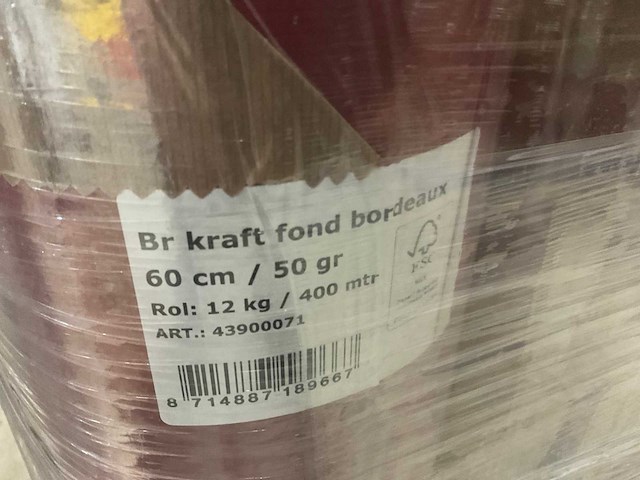 Br kraft fond bordeaux
60 cm / 50 gr
Rol: 12 kg / 400 mtr
ART.: 43900071
FSC
8 714887 189667